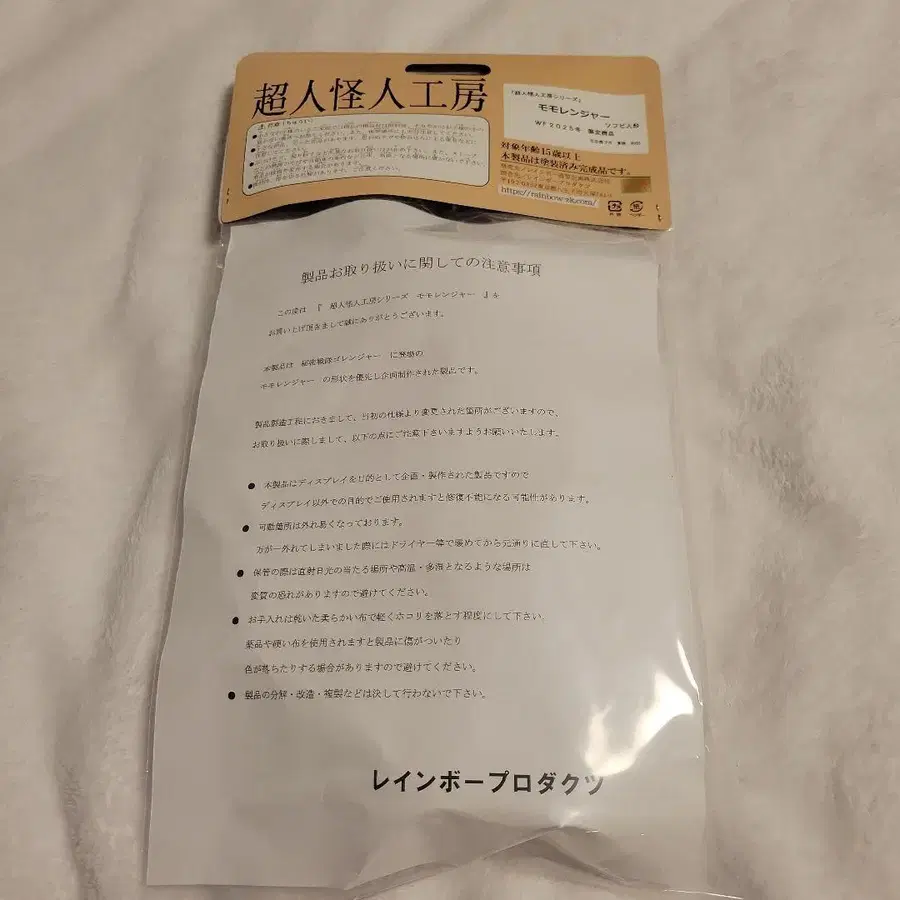 超人怪人工房
『超人怪人工房シリーズ』
モモレンジャー
ソフビ人形
WF2025冬 限定商品
対象年齢15歳以上
本製品は塗装済み完成品です。
https://rainbow-zk.com/
製品お取り扱いに関しての注意事項
この度は 『 超人怪人工房シリーズ モモレンジャー 』を
お買い上げ頂きまして誠にありがとうございます。
本製品は 秘密戦隊ゴレンジャー に登場の
モモレンジャー の形状を優先し企画制作された製品です。
製品製造工程におきまして、当初の仕様より変更された箇所がございますので、
お取り扱いに際しまして、以下の点にご注意下さいますようお願いいたします。
● 本製品はディスプレイを目的として企画・製作された製品ですので
ディスプレイ以外での目的でご使用されますと修復不能になる可能性があります。
● 可動箇所は外れ易くなっております。
万が一外れてしまいました際にはドライヤー等で暖めてから元通りに直して下さい。
● 保管の際は直射日光の当たる場所や高温・多湿となるような場所は
変質の恐れがありますので避けてください。
● お手入れは乾いた柔らかい布で軽くホコリを落とす程度にして下さい。
薬品や硬い布を使用されますと製品に傷がついたり
色が落ちたりする場合がありますので避けてください。
● 製品の分解・改造・複製などは決して行わないで下さい。
レインボープロダクツ